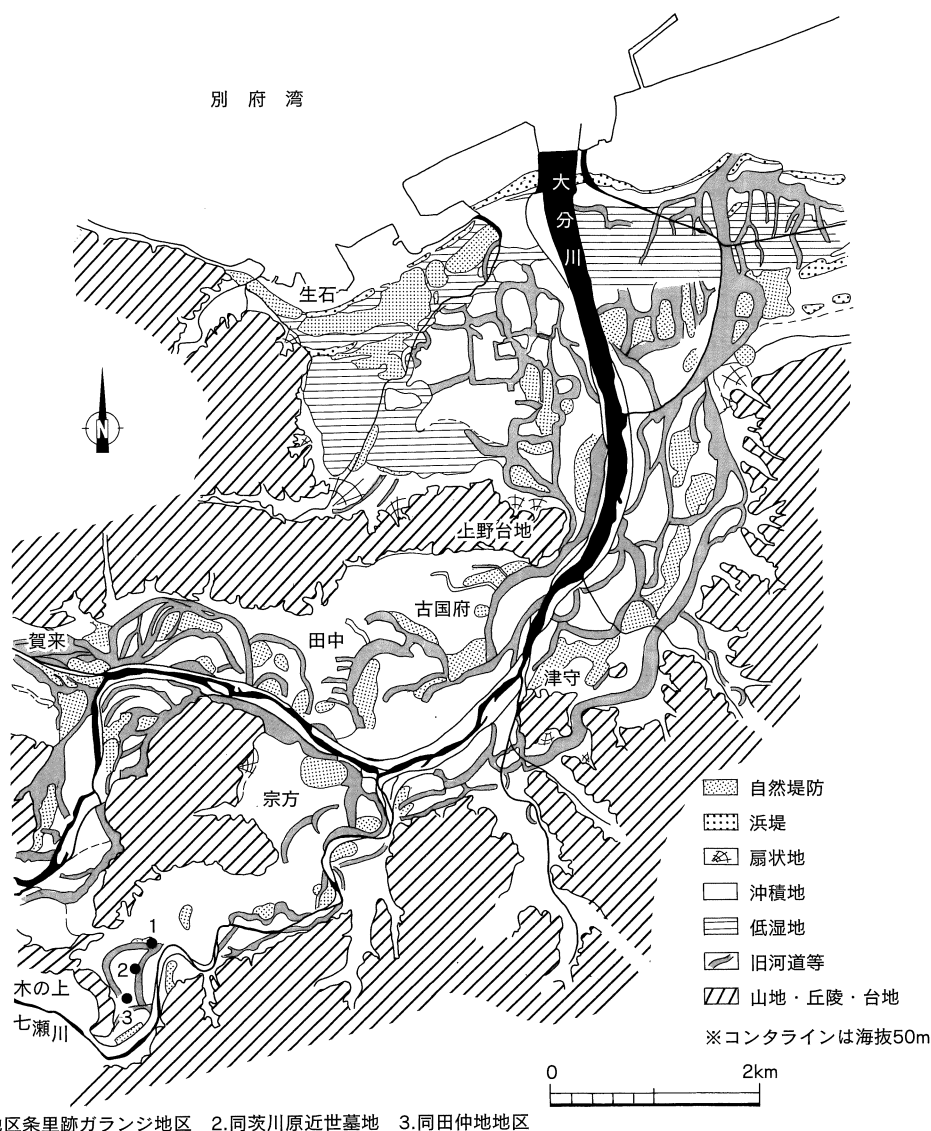 別府湾
大分川
生石
N
上野台地
古国府
田中
賀来
津守
宗方
自然堤防
浜堤
扇状地
沖積地
低湿地
旧河道等
山地・丘陵・台地
※コンタラインは海抜50m
1
2
3
木の上
七瀬川
0 2km
区条里跡ガランジ地区 2.同茨川原近世墓地 3.同田仲地地区